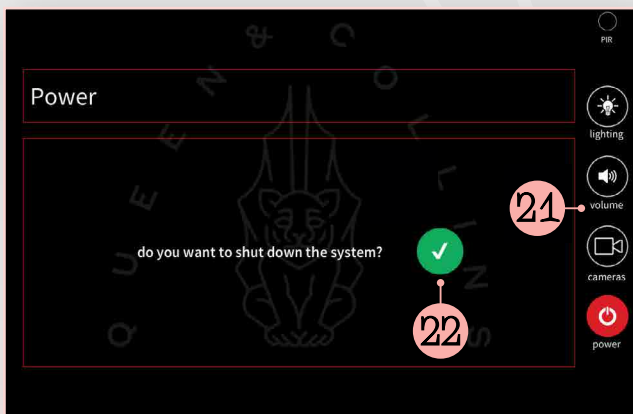 PIR
Power
lighting
21
volume
do you want to shut down the system?
cameras
22
power
QUEEN & COLLINS